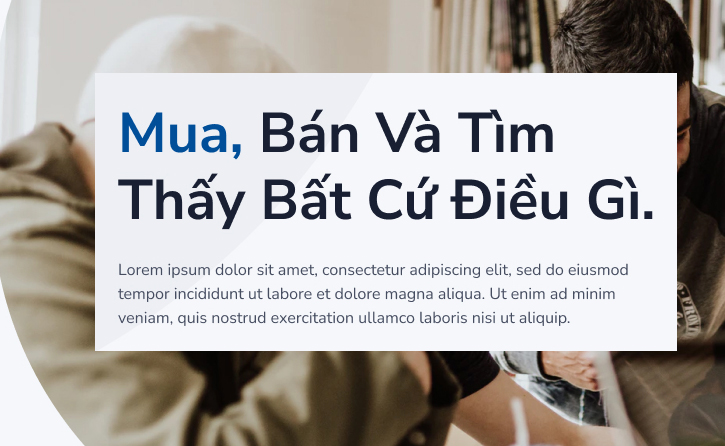 Mua, Bán Và Tìm
Thấy Bất Cứ Điều Gì.
Lorem ipsum dolor sit amet, consectetur adipiscing elit, sed do eiusmod
tempor incididunt ut labore et dolore magna aliqua. Ut enim ad minim
veniam, quis nostrud exercitation ullamco laboris nisi ut aliquip.